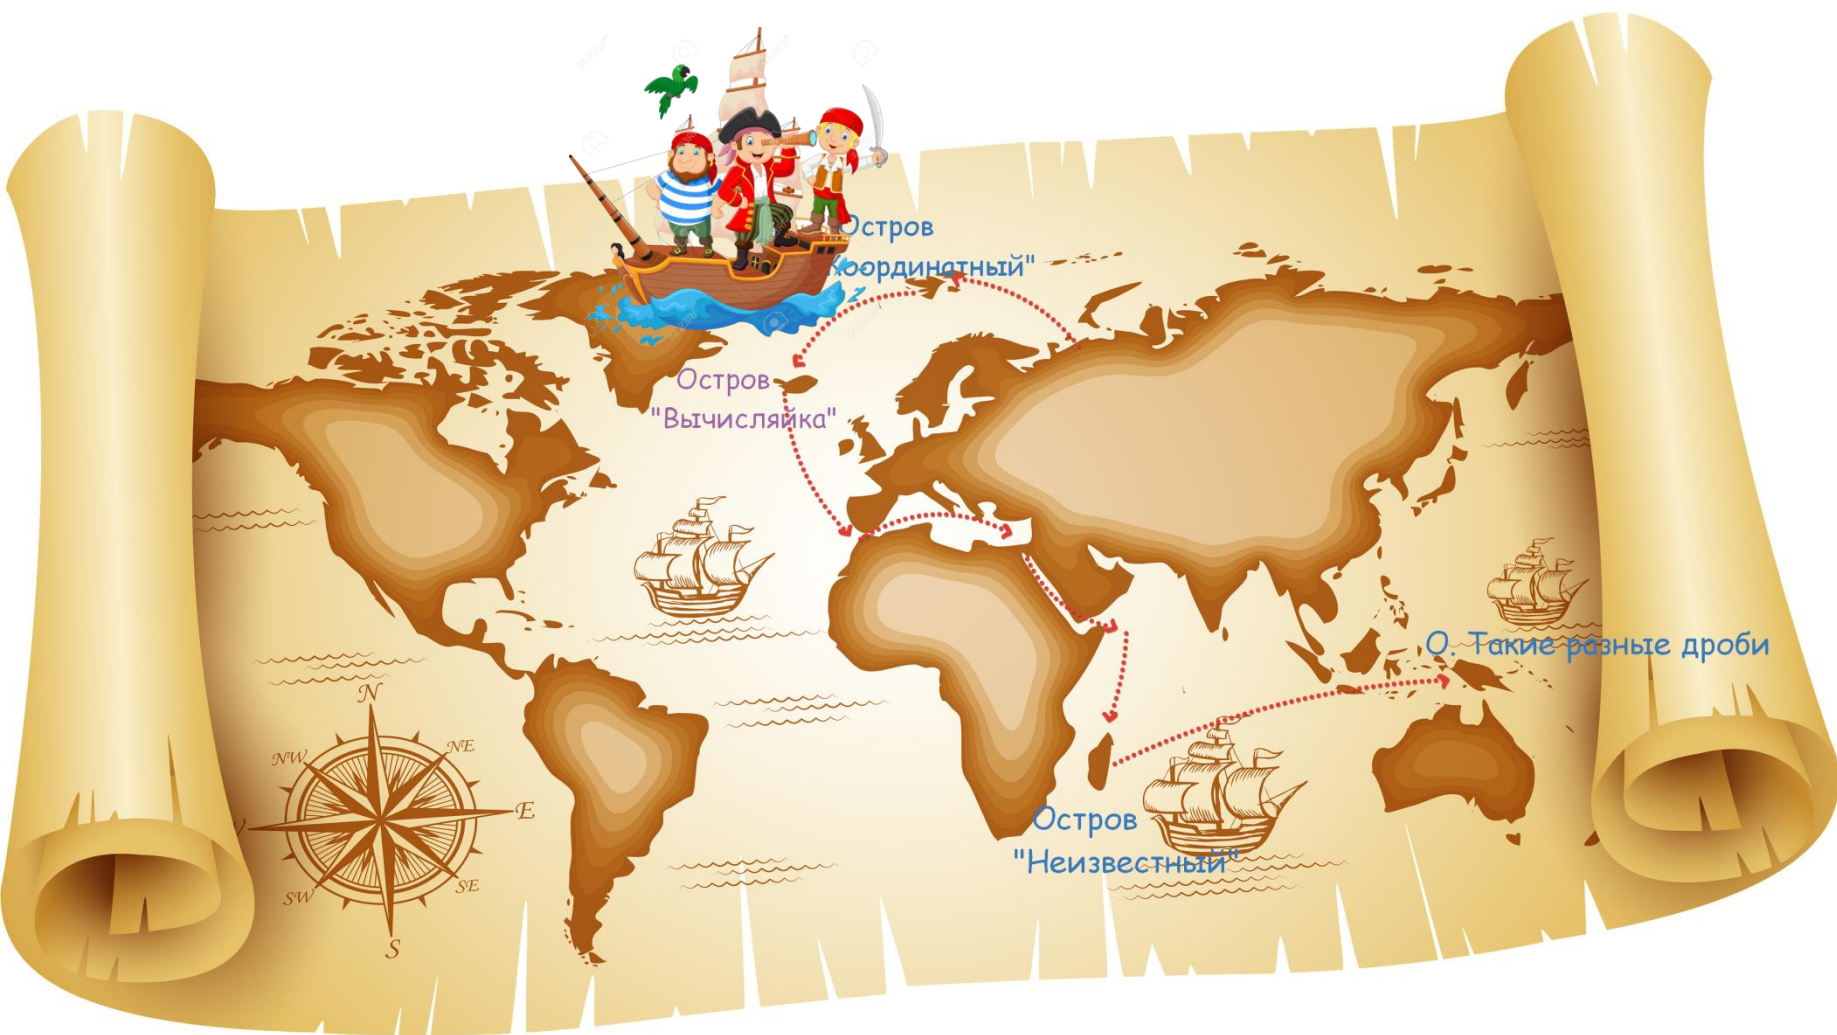 Остров
Координатный"
Остров
"Вычисляйка"
О. Такие разные дроби
N
NW
NE
E
SW
SE
S
Остров
"Неизвестный"